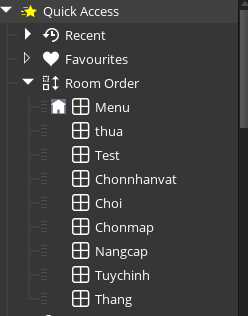 Quick Access
Recent
Favourites
Room Order
Menu
thua
Test
Chonnhanvat
Choi
Chonmap
Nangcap
Tuychinh
Thang